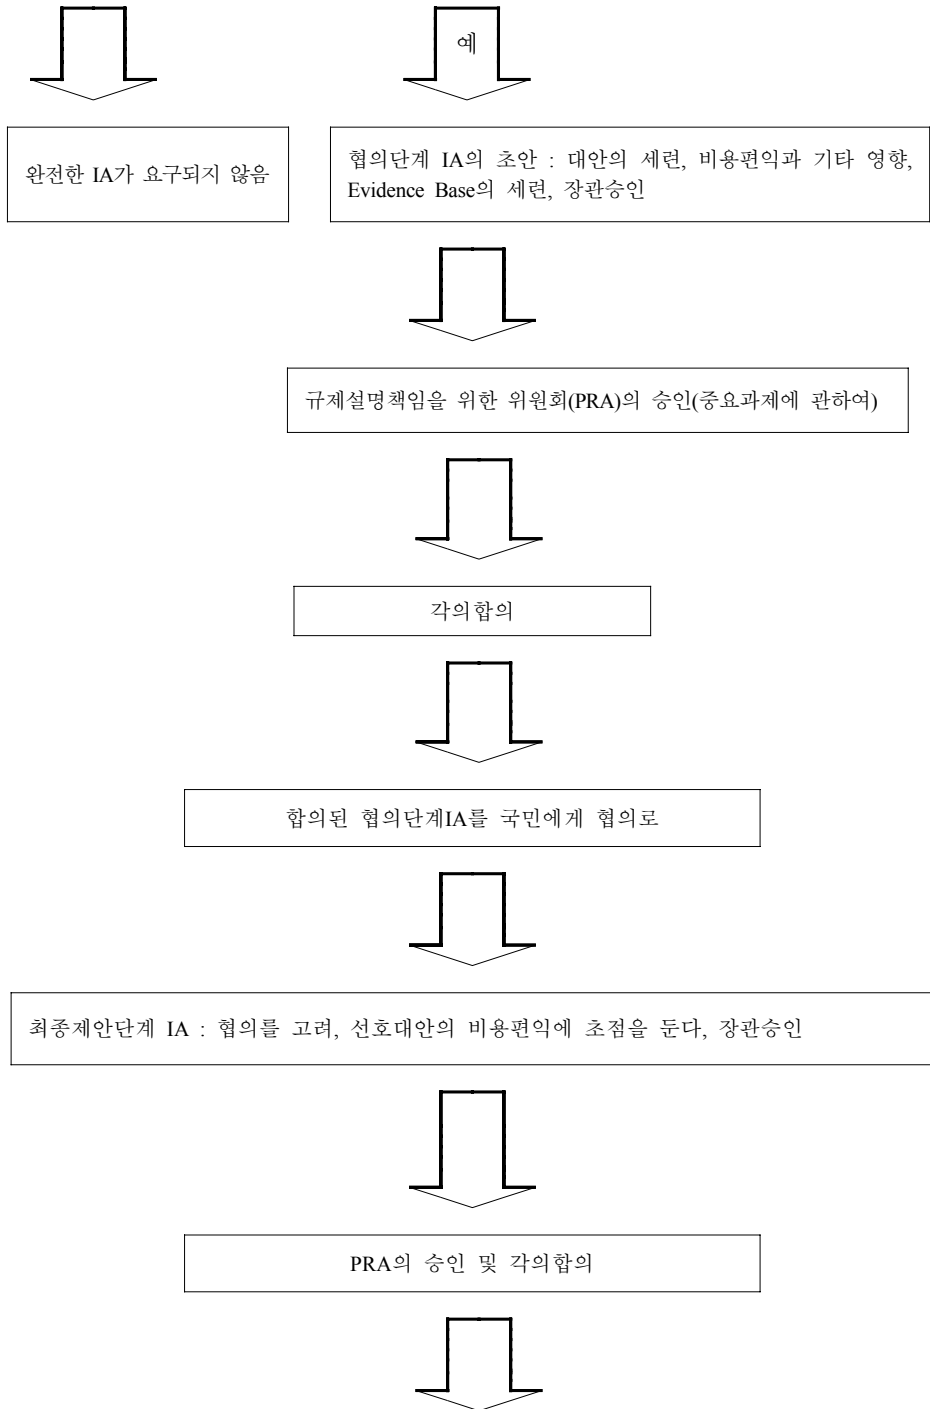 예
완전한 IA가 요구되지 않음
협의단계 IA의 초안 : 대안의 세련, 비용편익과 기타 영향,
Evidence Base의 세련, 장관승인
규제설명책임을 위한 위원회(PRA)의 승인(중요과제에 관하여)
각의합의
합의된 협의단계IA를 국민에게 협의로
최종제안단계 IA : 협의를 고려, 선호대안의 비용편익에 초점을 둔다, 장관승인
PRA의 승인 및 각의합의